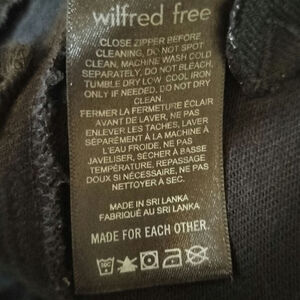 wilfred free
CLOSE ZIPPER BEFORE
CLEANING, DO NOT SPOT
CLEAN, MACHINE WASH COLD
SEPARATELY, DO NOT BLEACH,
TUMBLE DRY LOW, COOL IRON
ONLY IF NEEDED, DO NOT DRY
CLEAN.
FERMER LA FERMETURE ÉCLAIR
AVANT DE LAVER, NE PAS
ENLEVER LES TACHES, LAVER
SÉPARÉMENT À LA MACHINE À
L'EAU FROIDE, NE PAS
JAVELISER, SÉCHER À BASSE
TEMPÉRATURE, REPASSAGE
DOUX SI NÉCESSAIRE, NE PAS
NETTOYER À SEC.
MADE IN SRI LANKA
FABRIQUÉ AU SRI LANKA
MADE FOR EACH OTHER.